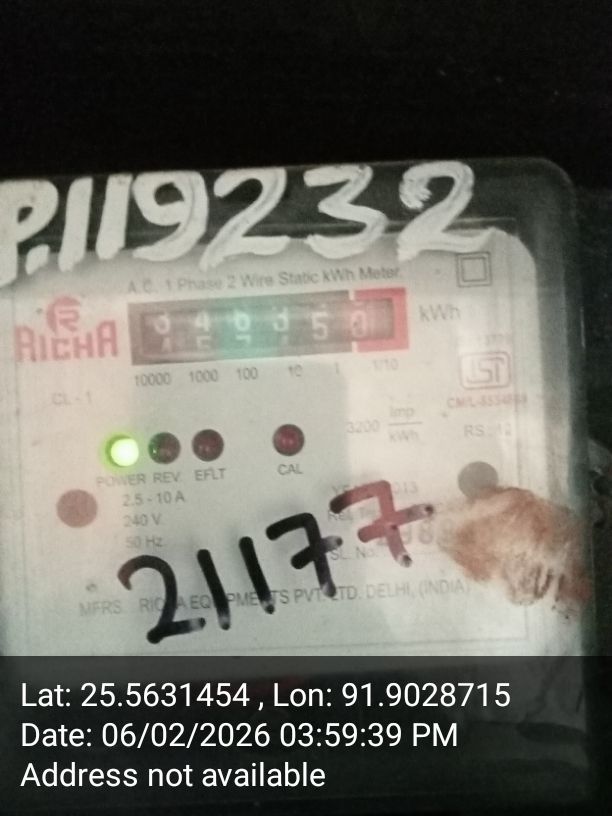 P.119232
A.C. 1 Phase 2 Wire Static kWh Meter
RICHA
kWh
10000 1000 100 10 1 1/10
CL-1
ISI
3200 Imp/kWh
POWER REV EFLT CAL
2.5 - 10 A
240 V.
50 Hz
SL. No.
21177
MFRS. RICHA EQUIPMENTS PVT. LTD. DELHI, (INDIA)
Lat: 25.5631454 , Lon: 91.9028715
Date: 06/02/2026 03:59:39 PM
Address not available